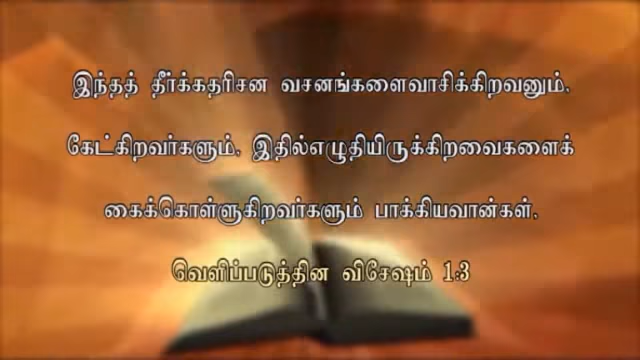 இந்தத் தீர்க்கதரிசன வசனங்களைவாசிக்கிறவனும்,
கேட்கிறவர்களும், இதில்எழுதியிருக்கிறவைகளைக்
கைக்கொள்ளுகிறவர்களும் பாக்கியவான்கள்.
வெளிப்படுத்தின விசேஷம் 1:3